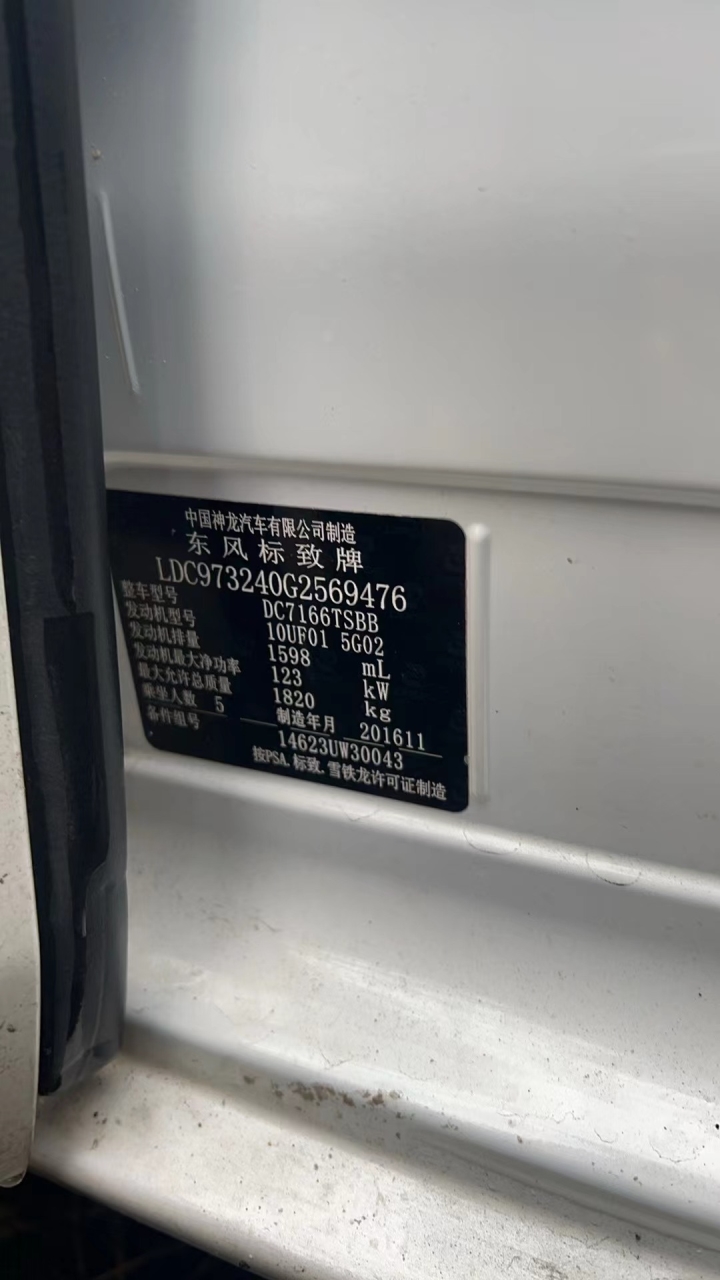 中国神龙汽车有限公司制造
东风标致牌
LDC973240G2569476
整车型号 DC7166TSBB
发动机型号 10UF01 5G02
发动机排量 1598 mL
发动机最大净功率 123 kW
最大允许总质量 1820 kg
乘坐人数 5 制造年月 201611
备件组号 14623UW30043
按PSA.标致.雪铁龙许可证制造